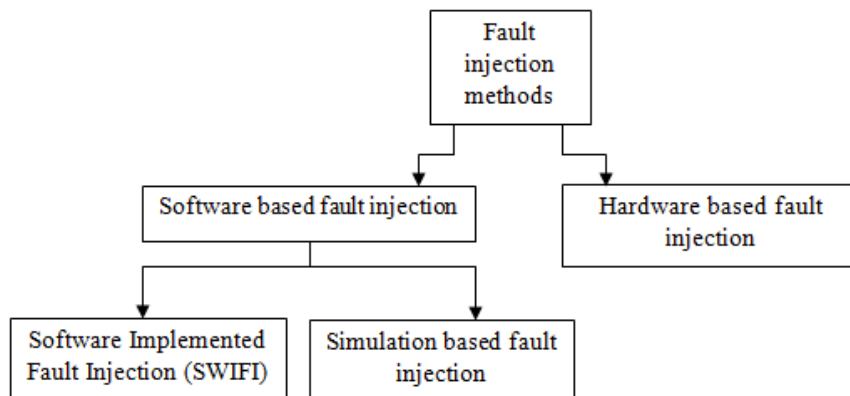 Fault
injection
methods
Software based fault injection
Hardware based fault
injection
Software Implemented
Fault Injection (SWIFI)
Simulation based fault
injection